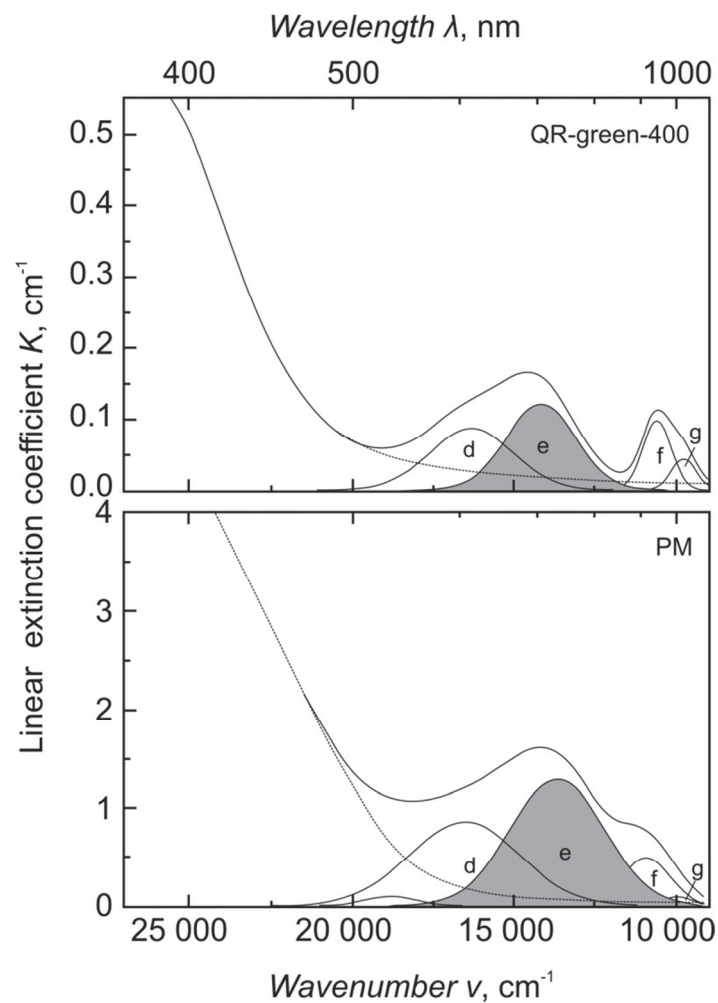 Wavelength λ, nm
400 500 1000
QR-green-400
0.5
0.4
0.3
0.2
0.1
0.0
d e f g
PM
4
3
2
1
0
d e f g
Linear extinction coefficient K, cm⁻¹
25 000 20 000 15 000 10 000
Wavenumber ν, cm⁻¹